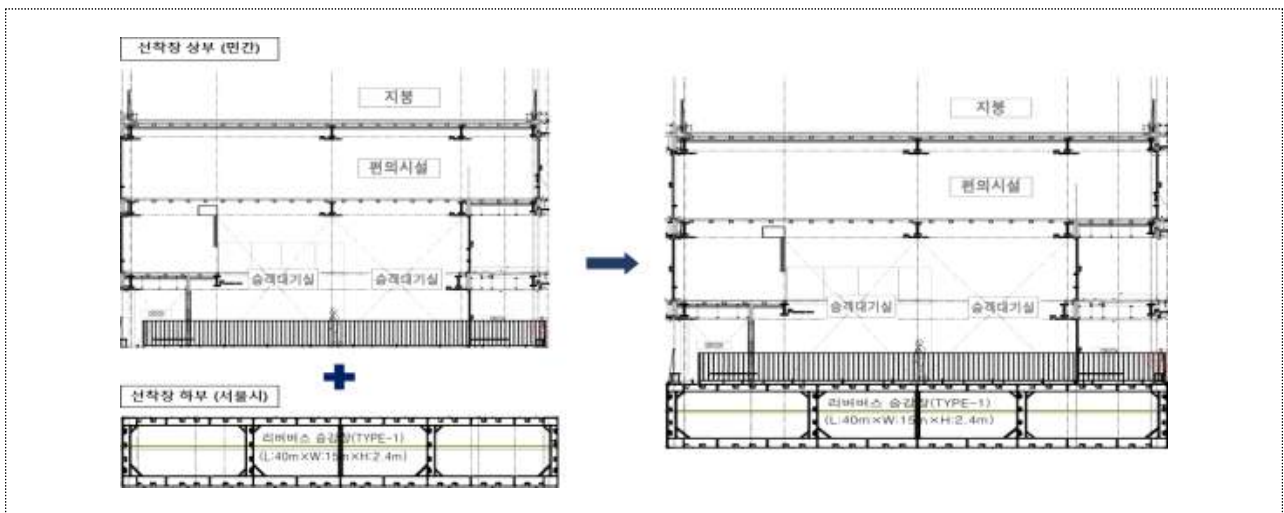 선착장 상부 (민간)
지붕
편의시설
승객대기실
승객대기실
선착장 하부 (서울시)
리버버스 승강장(TYPE-1)
(L:40m×W:15m×H:2.4m)
지붕
편의시설
승객대기실
승객대기실
리버버스 승강장(TYPE-1)
(L:40m×W:15m×H:2.4m)